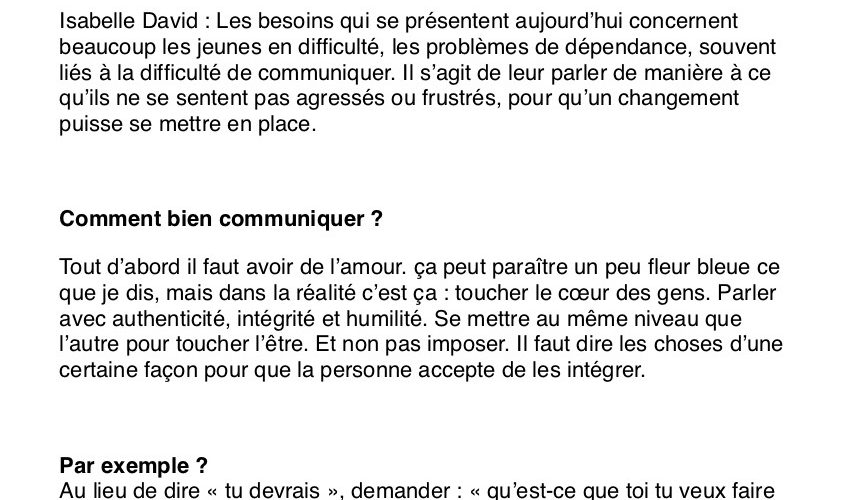 Isabelle David : Les besoins qui se présentent aujourd’hui concernent
beaucoup les jeunes en difficulté, les problèmes de dépendance, souvent
liés à la difficulté de communiquer. Il s’agit de leur parler de manière à ce
qu’ils ne se sentent pas agressés ou frustrés, pour qu’un changement
puisse se mettre en place.
Comment bien communiquer ?
Tout d’abord il faut avoir de l’amour. ça peut paraître un peu fleur bleue ce
que je dis, mais dans la réalité c’est ça : toucher le cœur des gens. Parler
avec authenticité, intégrité et humilité. Se mettre au même niveau que
l’autre pour toucher l’être. Et non pas imposer. Il faut dire les choses d’une
certaine façon pour que la personne accepte de les intégrer.
Par exemple ?
Au lieu de dire « tu devrais », demander : « qu’est-ce que toi tu veux faire